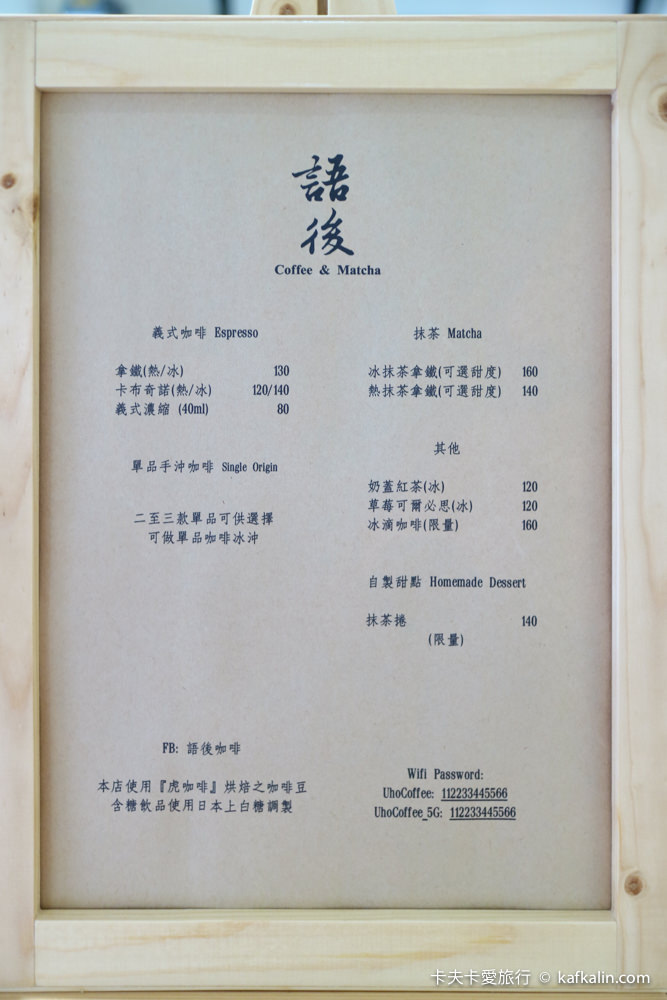 語
後
Coffee & Matcha
義式咖啡 Espresso
拿鐵(熱/冰) 130
卡布奇諾(熱/冰) 120/140
義式濃縮 (40ml) 80
單品手沖咖啡 Single Origin
二至三款單品可供選擇
可做單品咖啡冰沖
抹茶 Matcha
冰抹茶拿鐵(可選甜度) 160
熱抹茶拿鐵(可選甜度) 140
其他
奶蓋紅茶(冰) 120
草莓可爾必思(冰) 120
冰滴咖啡(限量) 160
自製甜點 Homemade Dessert
抹茶捲 140
(限量)
FB: 語後咖啡
本店使用『虎咖啡』烘焙之咖啡豆
含糖飲品使用日本上白糖調製
Wifi Password:
UhoCoffee: 112233445566
UhoCoffee_5G: 112233445566
卡夫卡愛旅行 © kafkalin.com